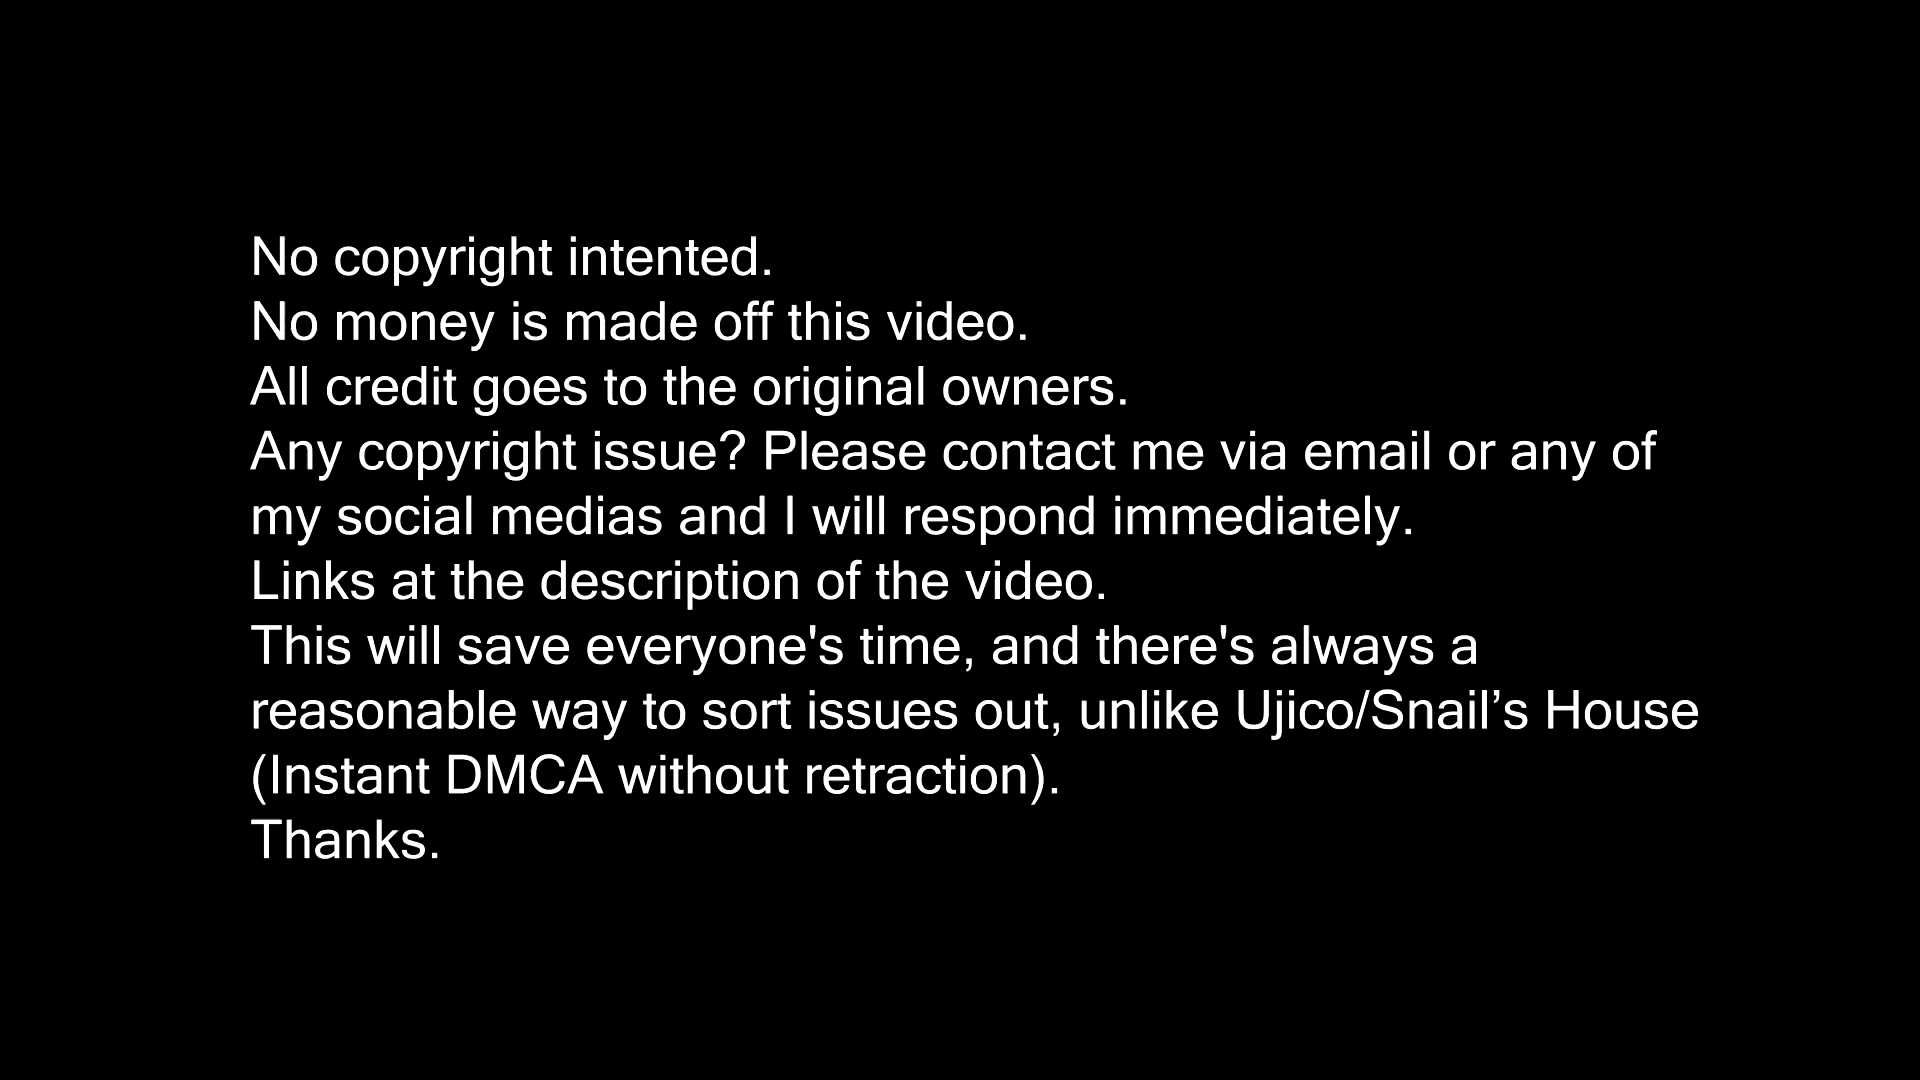 No copyright intented.
No money is made off this video.
All credit goes to the original owners.
Any copyright issue? Please contact me via email or any of
my social medias and I will respond immediately.
Links at the description of the video.
This will save everyone's time, and there's always a
reasonable way to sort issues out, unlike Ujico/Snail’s House
(Instant DMCA without retraction).
Thanks.